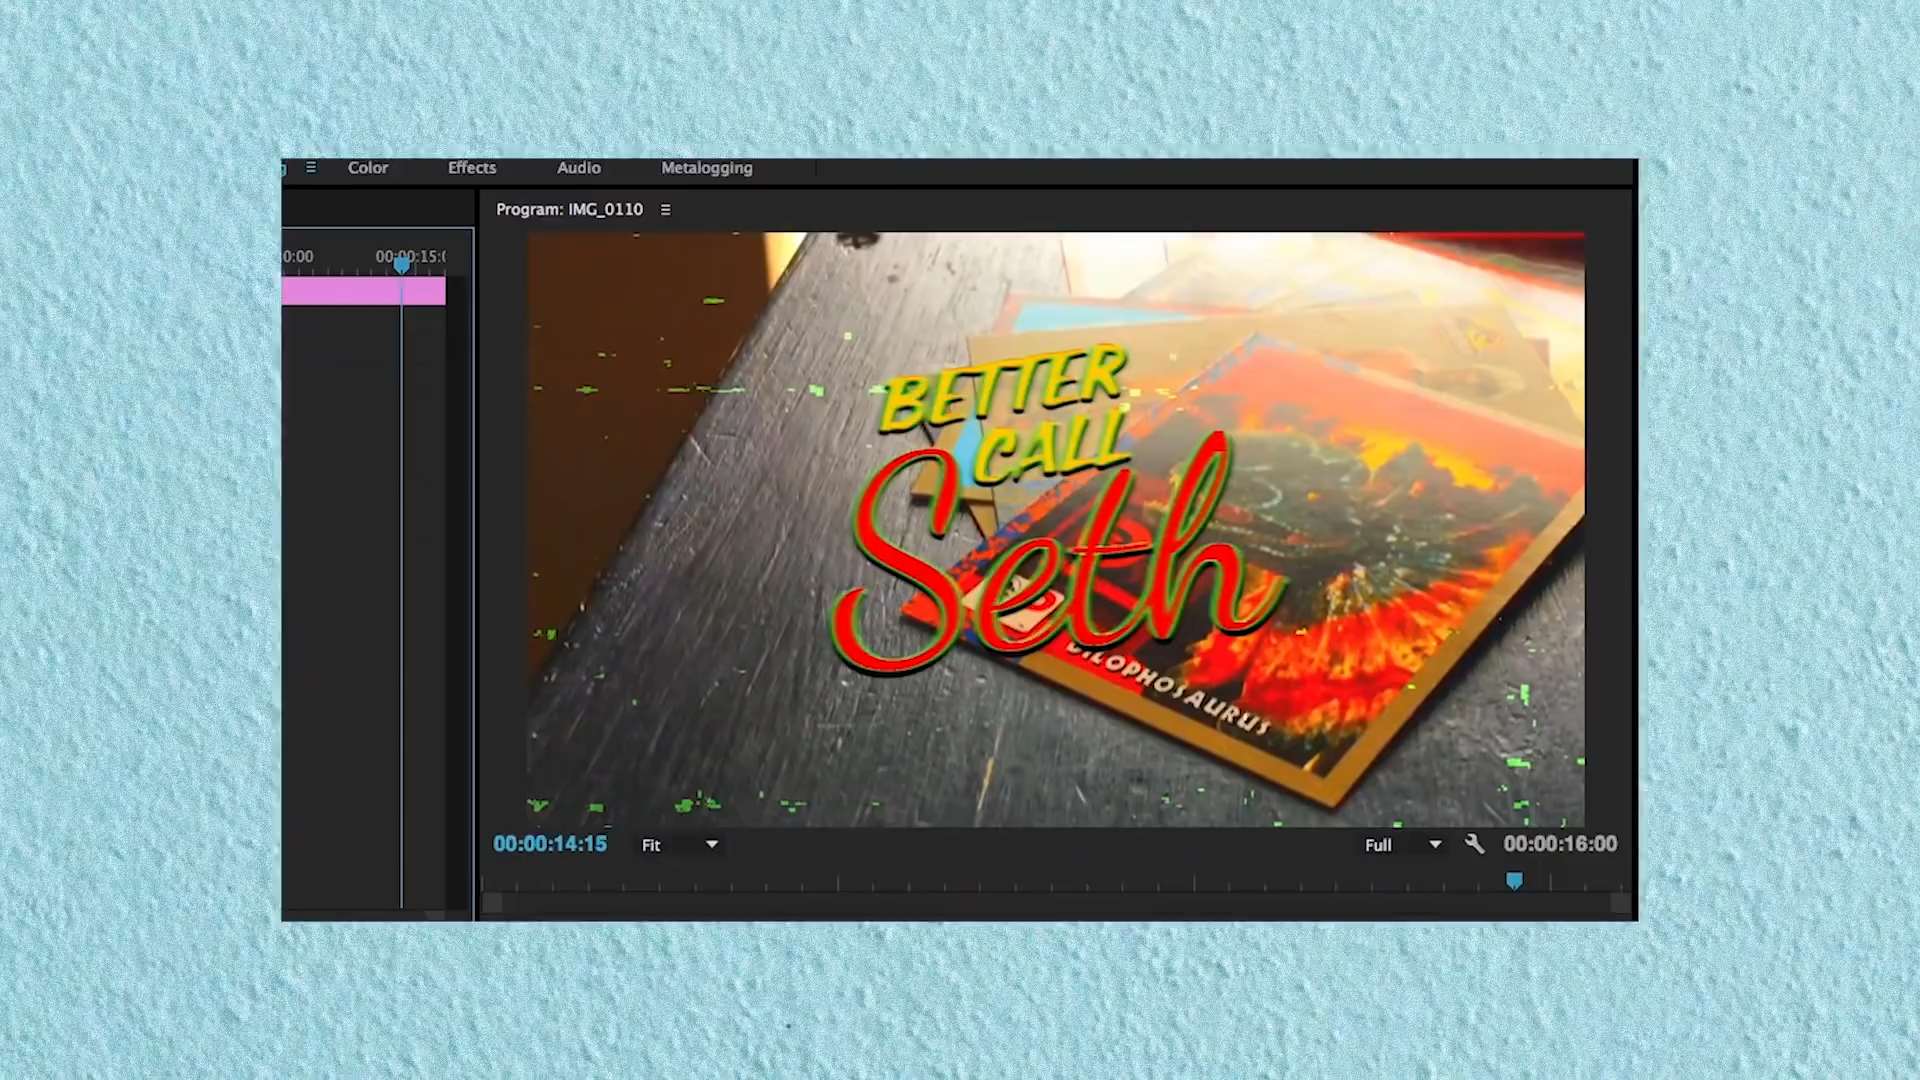 Color Effects Audio Metalogging
Program: IMG_0110
0:00 00:00:15:0
BETTER
CALL
Seth
DILOPHOSAURUS
00:00:14:15 Fit Full 00:00:16:00